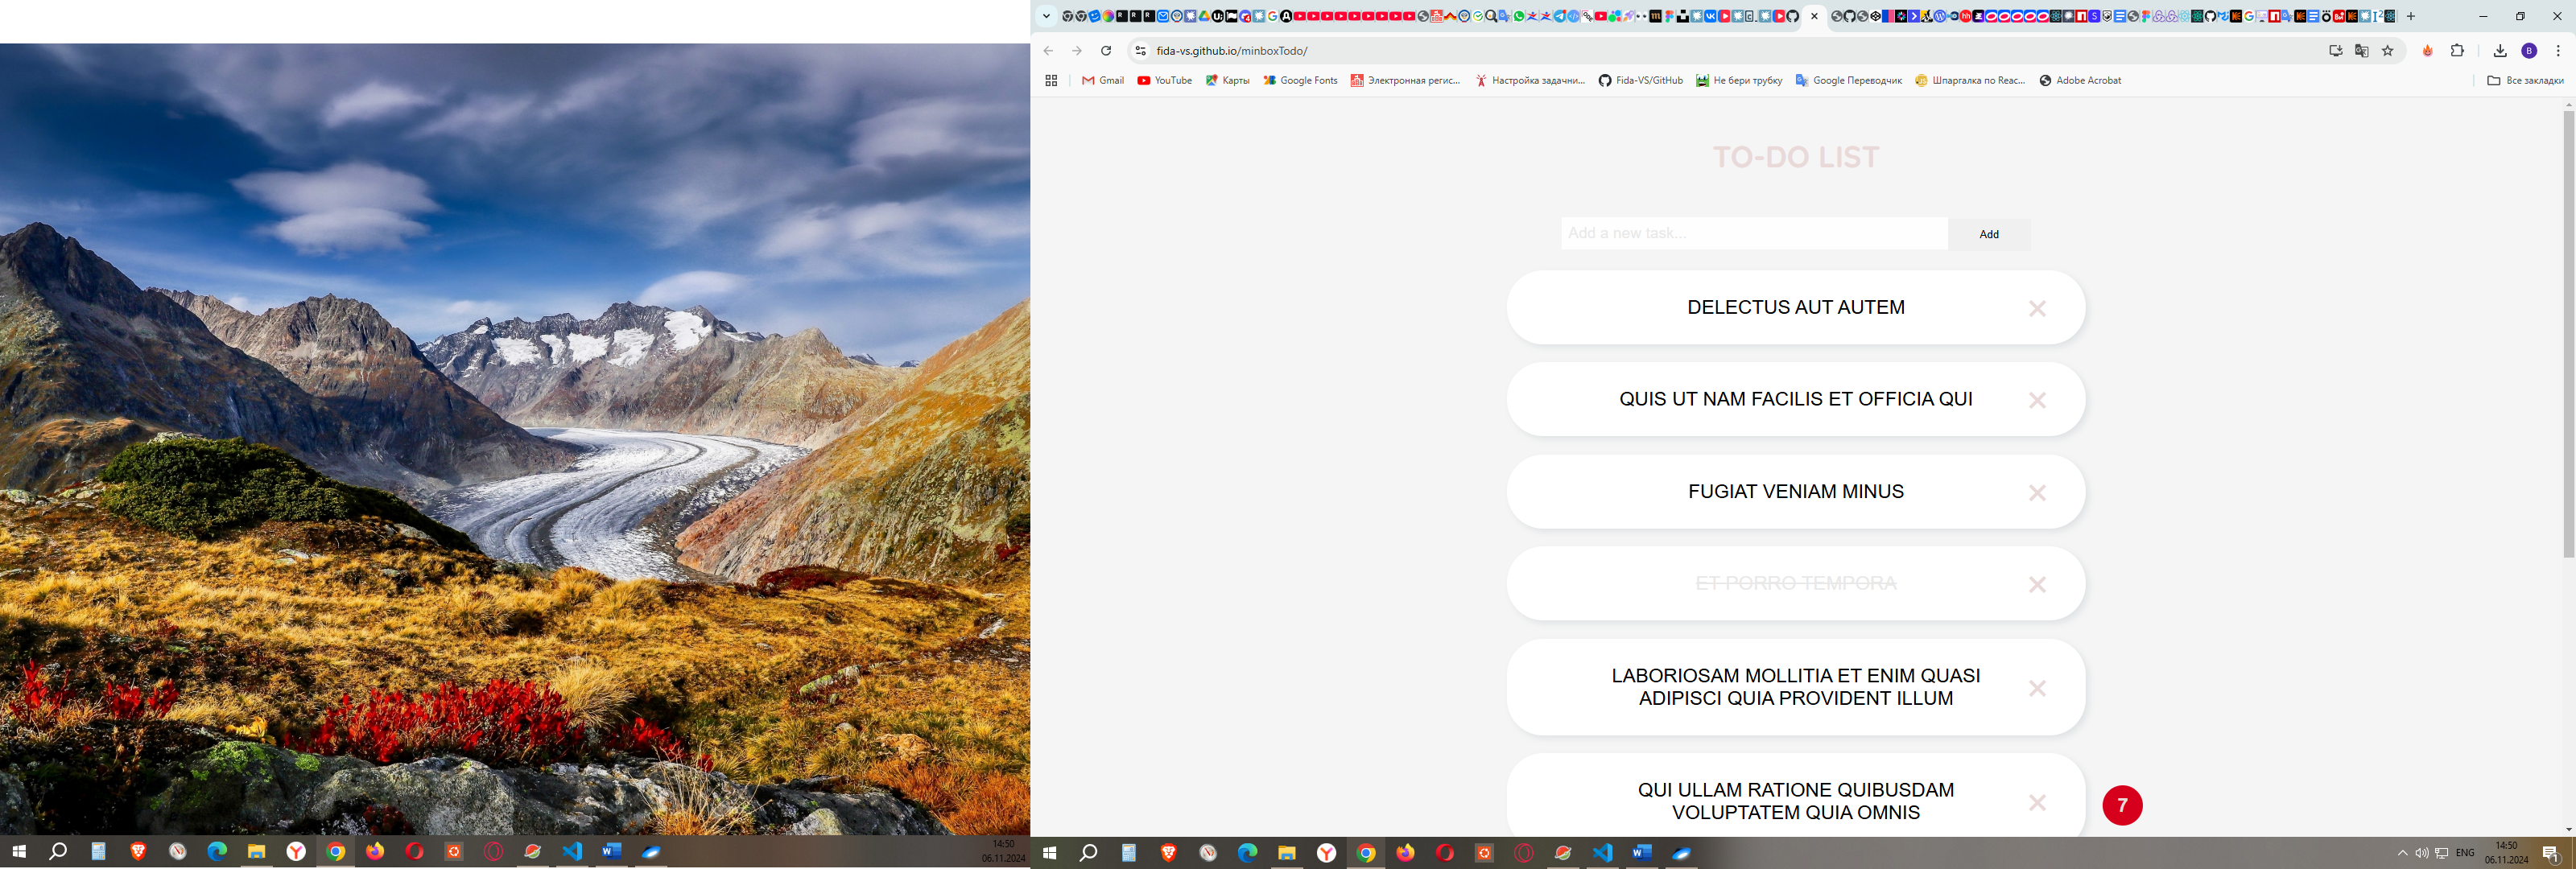 fida-vs.github.io/minboxTodo/
Gmail
YouTube
Карты
Google Fonts
Электронная регис...
Настройка задачни...
Fida-VS/GitHub
Не бери трубку
Google Переводчик
Шпаргалка по Reac...
Adobe Acrobat
Все закладки
TO-DO LIST
Add a new task...
Add
DELECTUS AUT AUTEM
QUIS UT NAM FACILIS ET OFFICIA QUI
FUGIAT VENIAM MINUS
ET PORRO TEMPORA
LABORIOSAM MOLLITIA ET ENIM QUASI
ADIPISCI QUIA PROVIDENT ILLUM
QUI ULLAM RATIONE QUIBUSDAM
VOLUPTATEM QUIA OMNIS
7
14:50
06.11.2024
ENG
14:50
06.11.2024
1